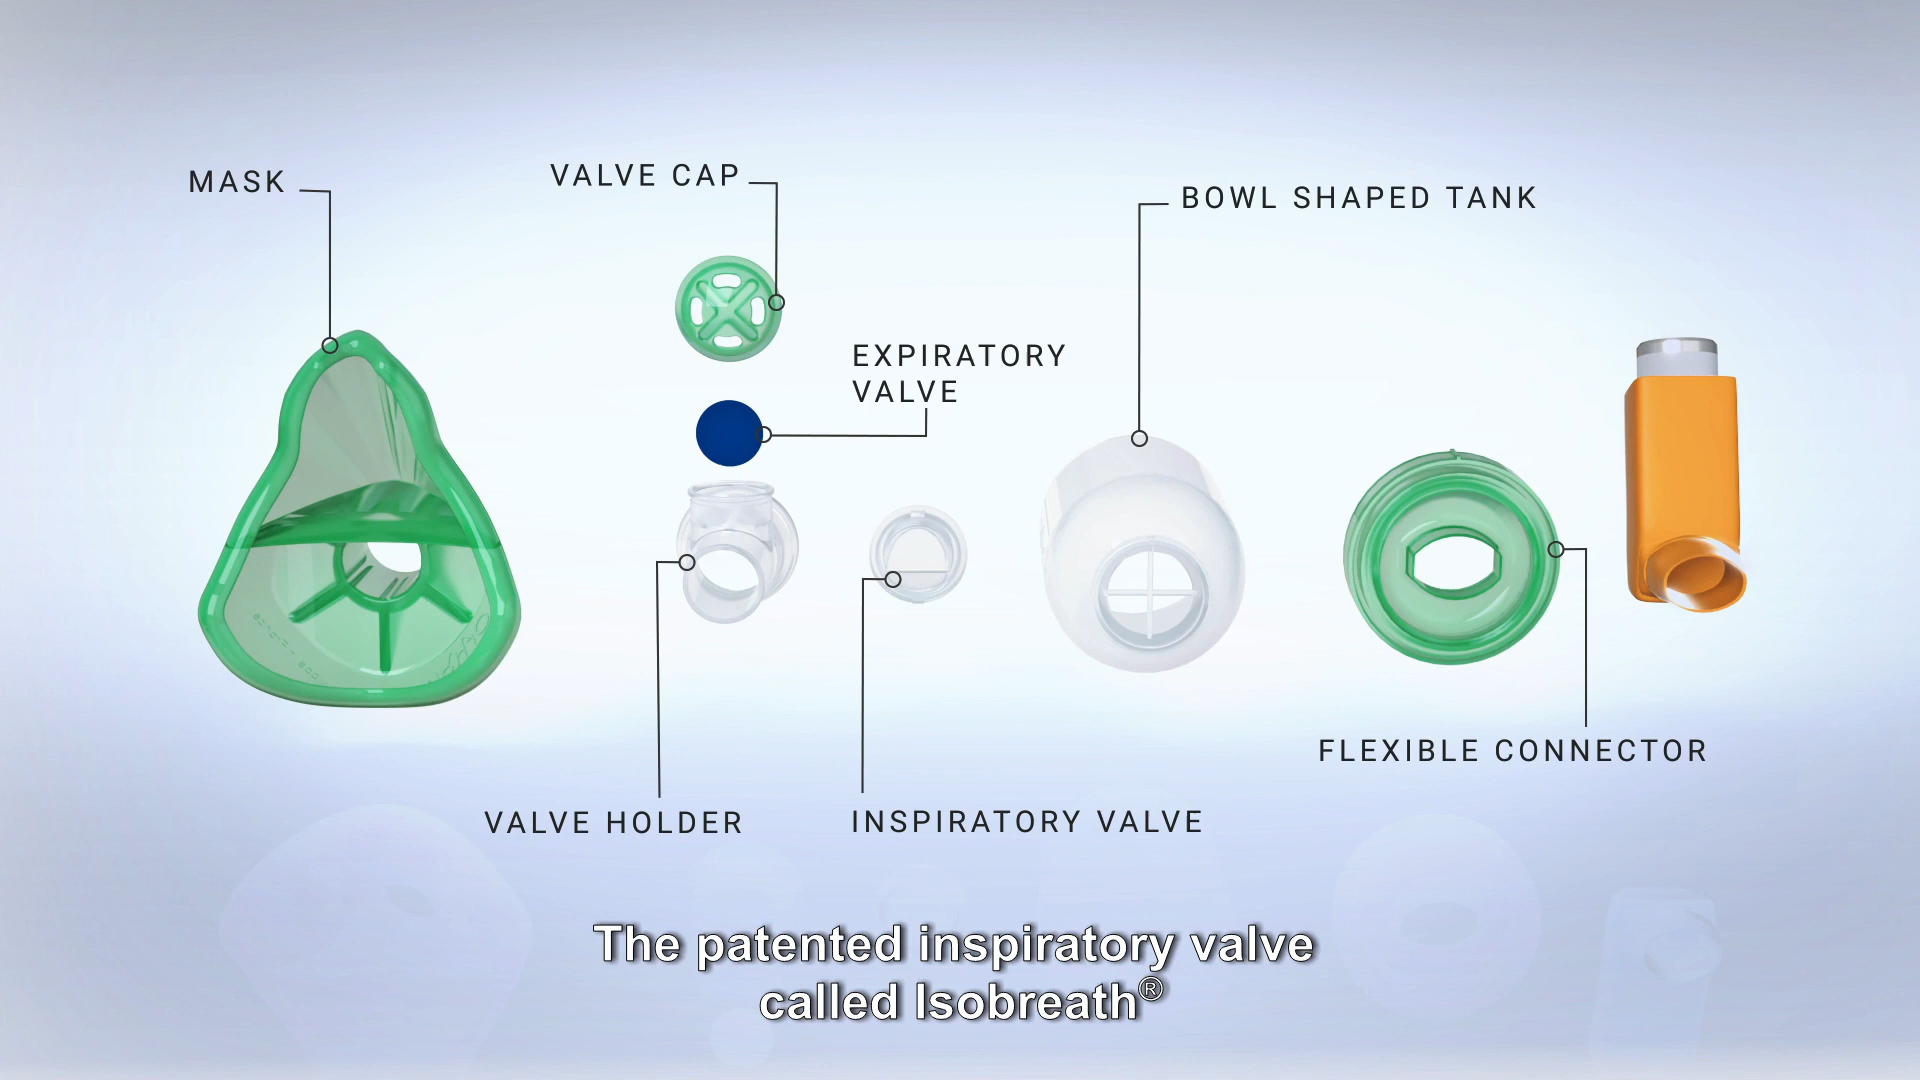 MASK
VALVE CAP
BOWL SHAPED TANK
EXPIRATORY
VALVE
FLEXIBLE CONNECTOR
VALVE HOLDER
INSPIRATORY VALVE
The patented inspiratory valve
called Isobreath®